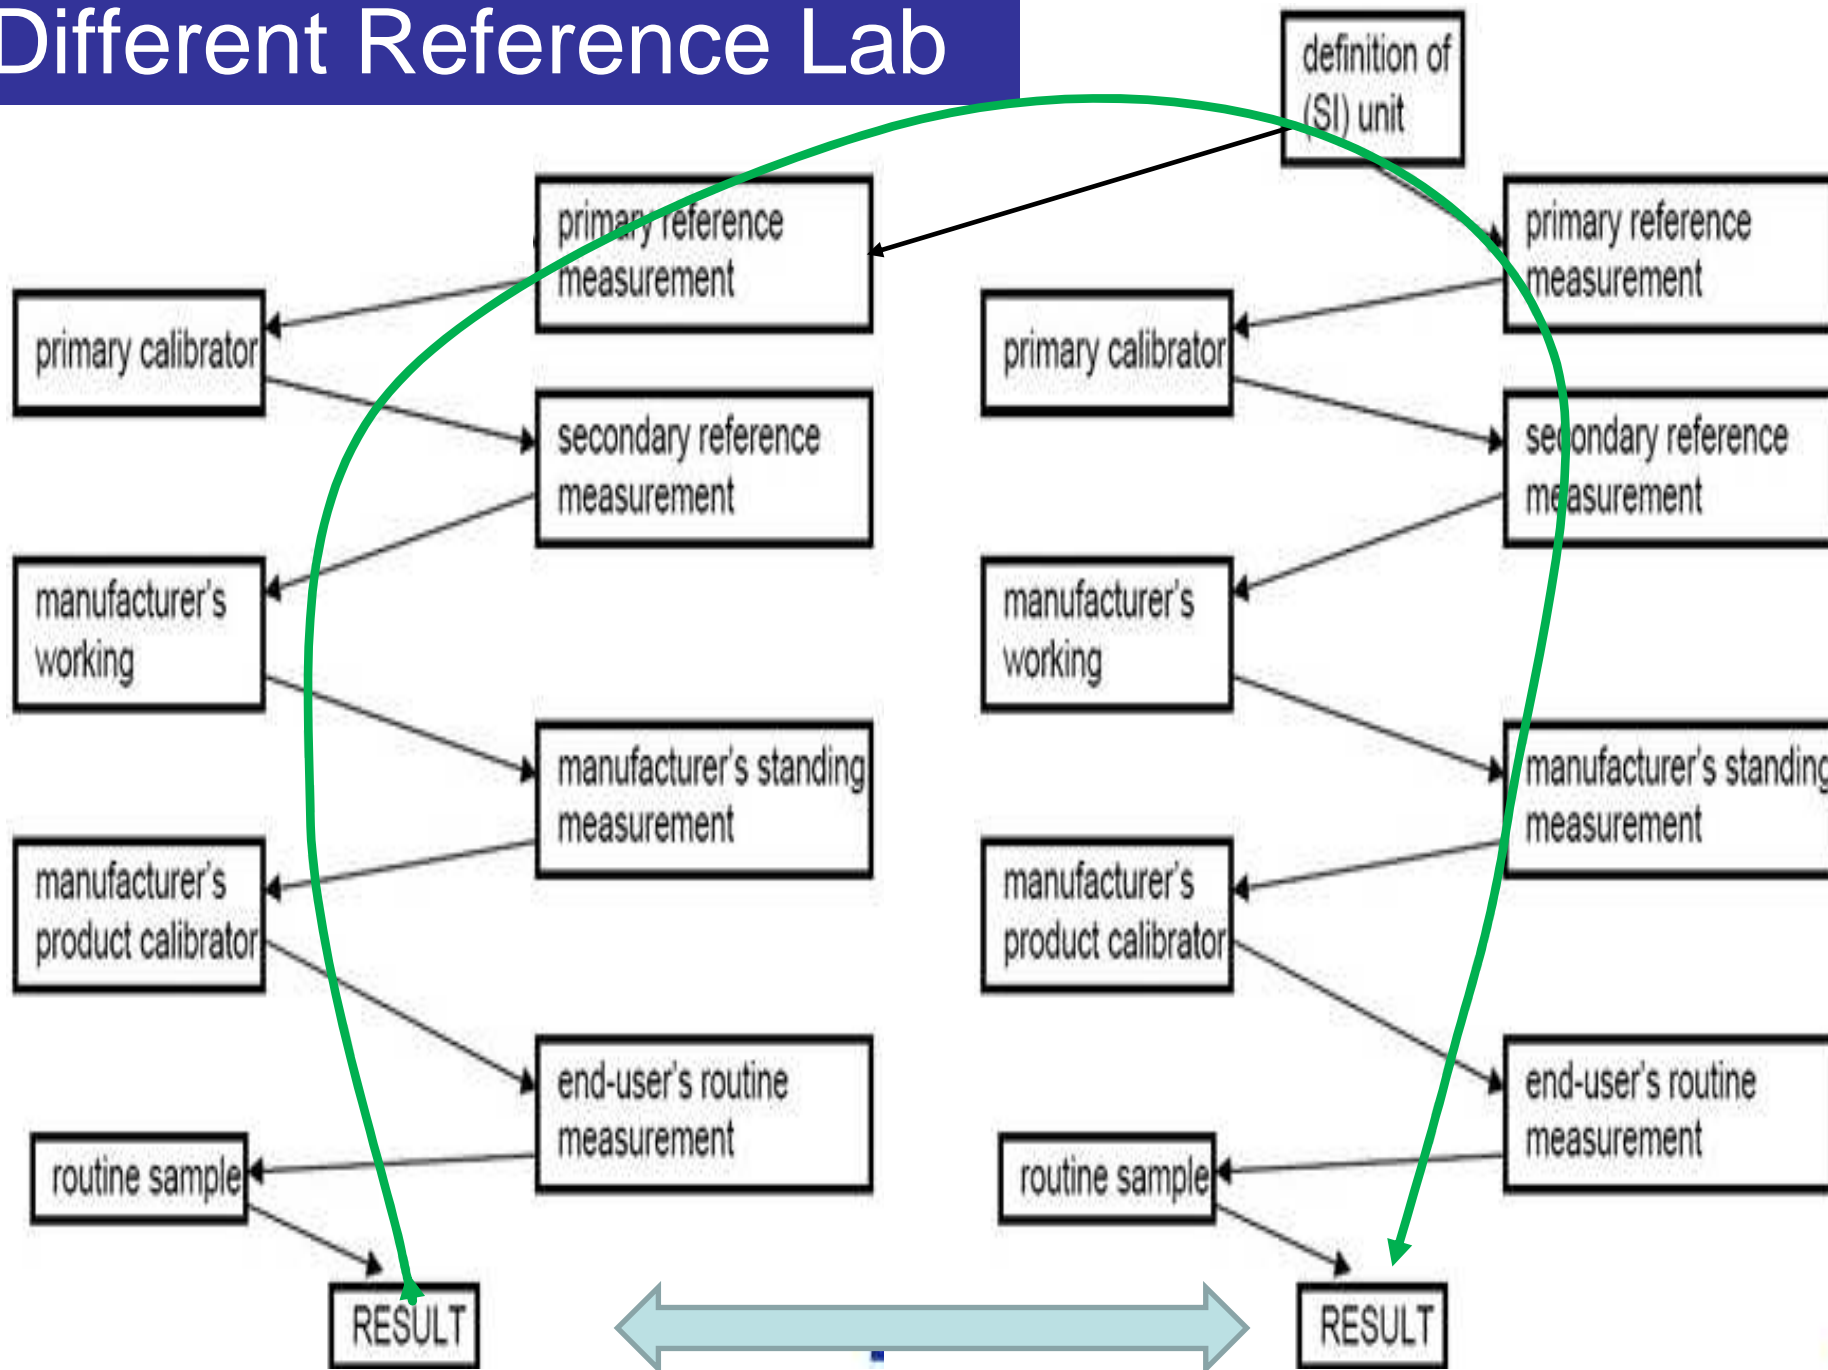 Different Reference Lab
definition of
(SI) unit
primary reference
measurement
primary calibrator
secondary reference
measurement
manufacturer's
working
manufacturer's standing
measurement
manufacturer's
product calibrator
end-user's routine
measurement
routine sample
RESULT
primary reference
measurement
primary calibrator
secondary reference
measurement
manufacturer's
working
manufacturer's standing
measurement
manufacturer's
product calibrator
end-user's routine
measurement
routine sample
RESULT